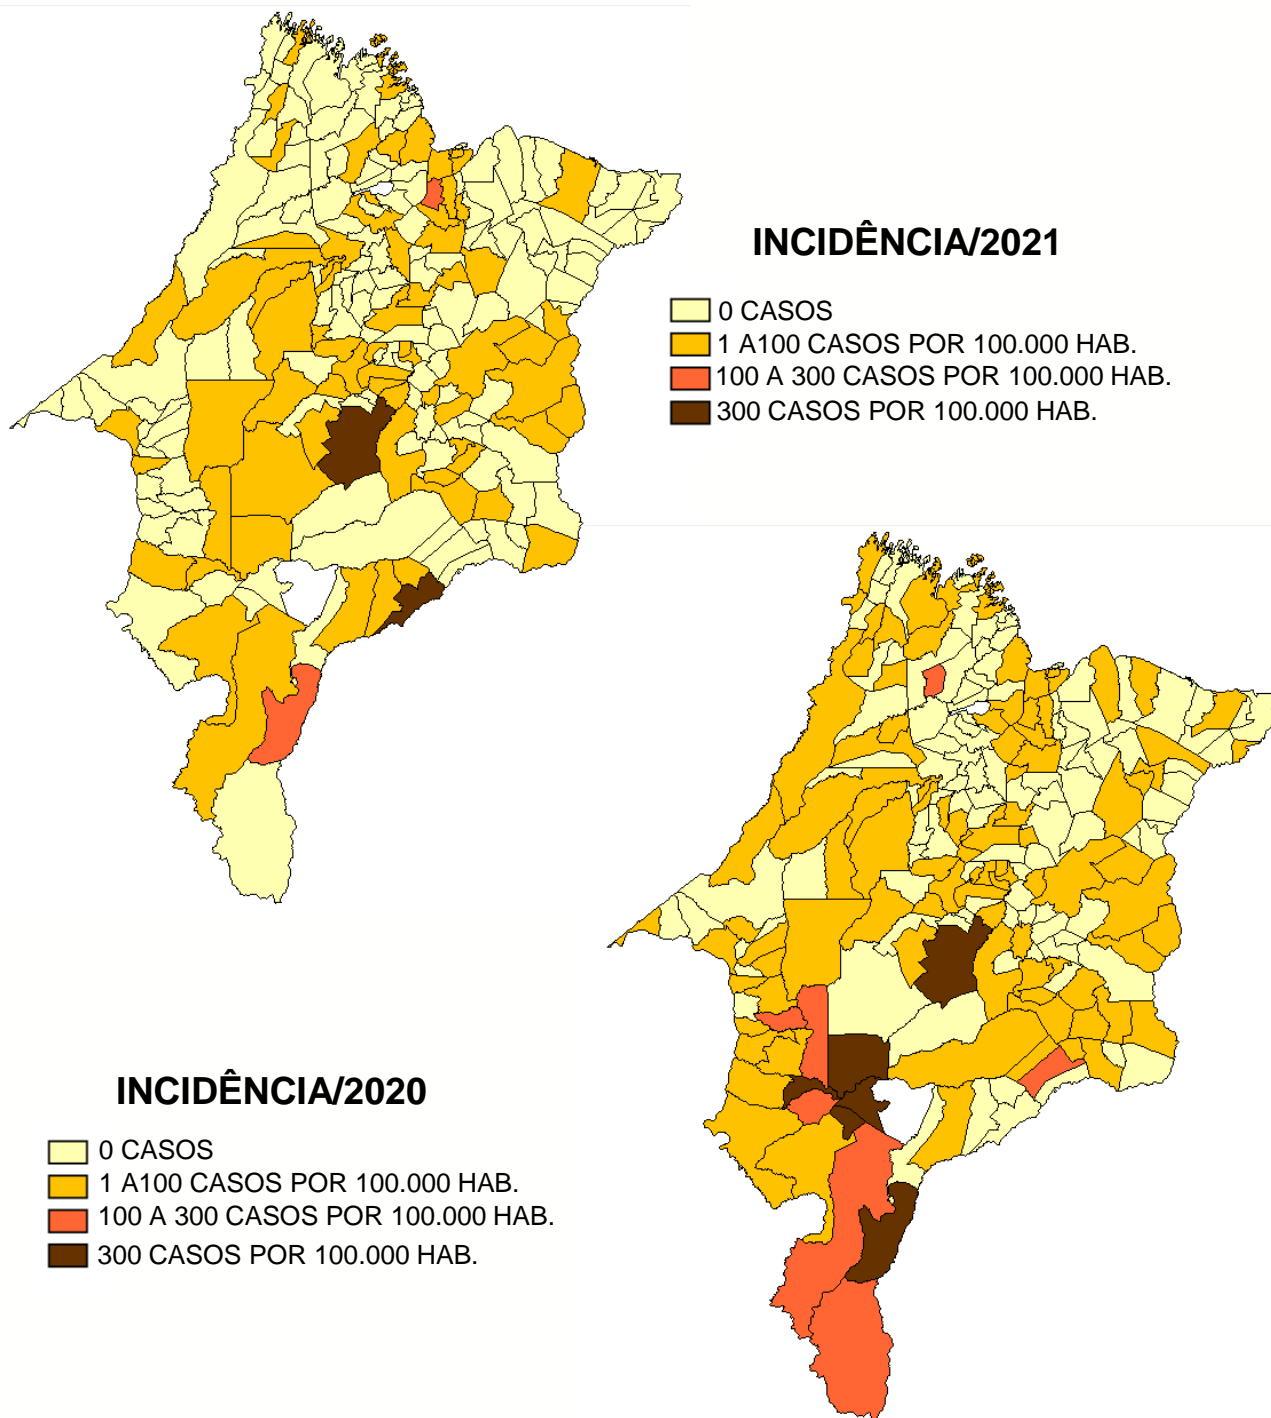 INCIDÊNCIA/2021
0 CASOS
1 A100 CASOS POR 100.000 HAB.
100 A 300 CASOS POR 100.000 HAB.
300 CASOS POR 100.000 HAB.
INCIDÊNCIA/2020
0 CASOS
1 A100 CASOS POR 100.000 HAB.
100 A 300 CASOS POR 100.000 HAB.
300 CASOS POR 100.000 HAB.